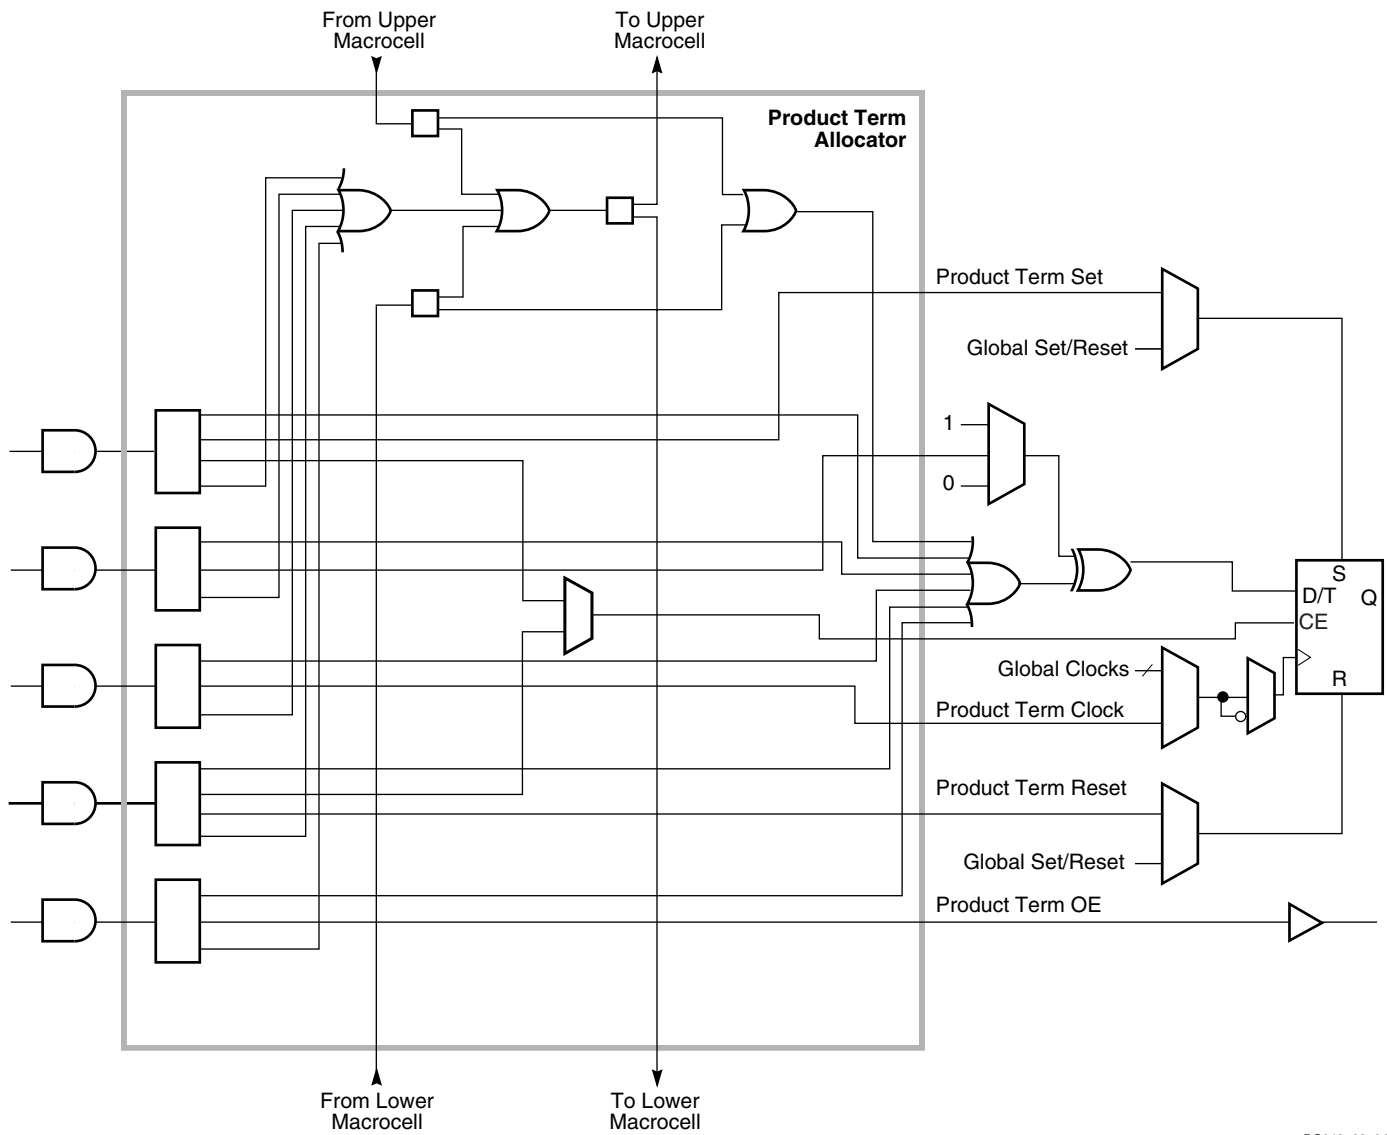 From Upper
Macrocell
To Upper
Macrocell
Product Term
Allocator
Product Term Set
Global Set/Reset
1
0
S
D/T
Q
CE
R
Global Clocks
Product Term Clock
Product Term Reset
Global Set/Reset
Product Term OE
From Lower
Macrocell
To Lower
Macrocell